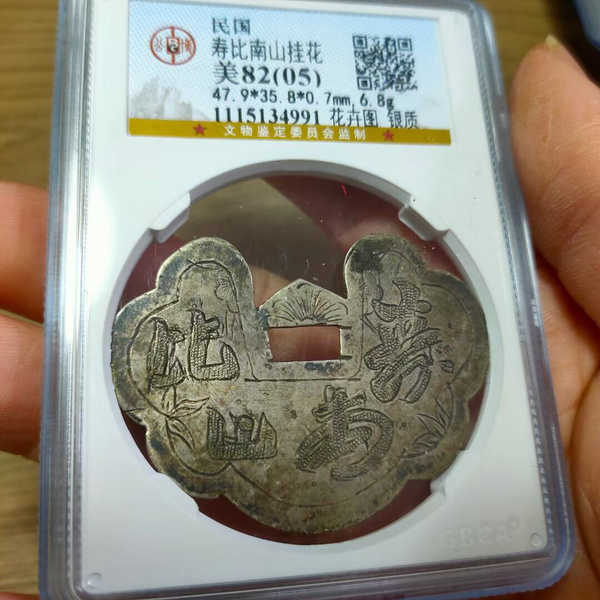 民国
寿比南山挂花
美82(05)
47.9*35.8*0.7mm,6.8g
1115134991 花卉图 银质
★ 文物鉴定委员会监制 ★
壽比
南山
GBCA